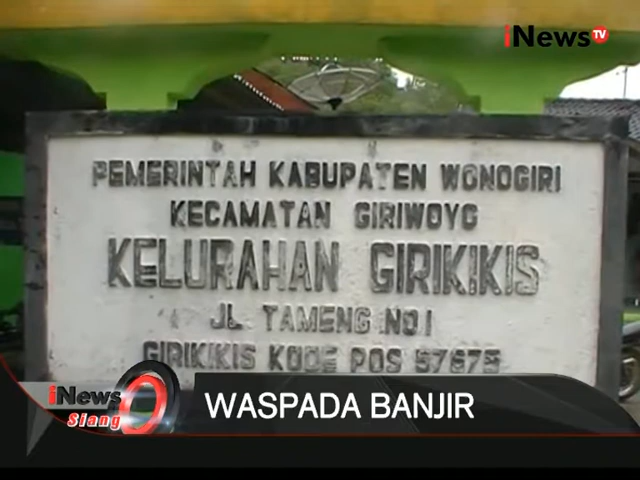 iNews TV
PEMERINTAH KABUPATEN WONOGIRI
KECAMATAN GIRIWOYO
KELURAHAN GIRIKIKIS
JL TAMENG NO.1
GIRIKIKIS KODE POS 57675
iNews
Siang
WASPADA BANJIR